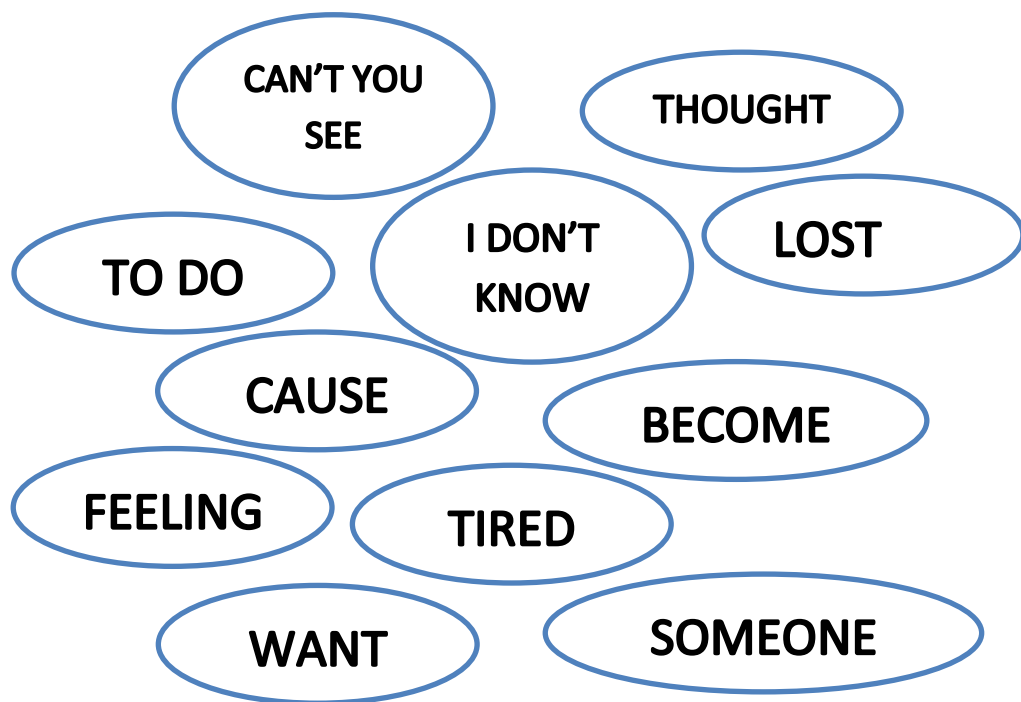 CAN’T YOU
SEE
THOUGHT
I DON’T
KNOW
LOST
TO DO
CAUSE
BECOME
FEELING
TIRED
WANT
SOMEONE